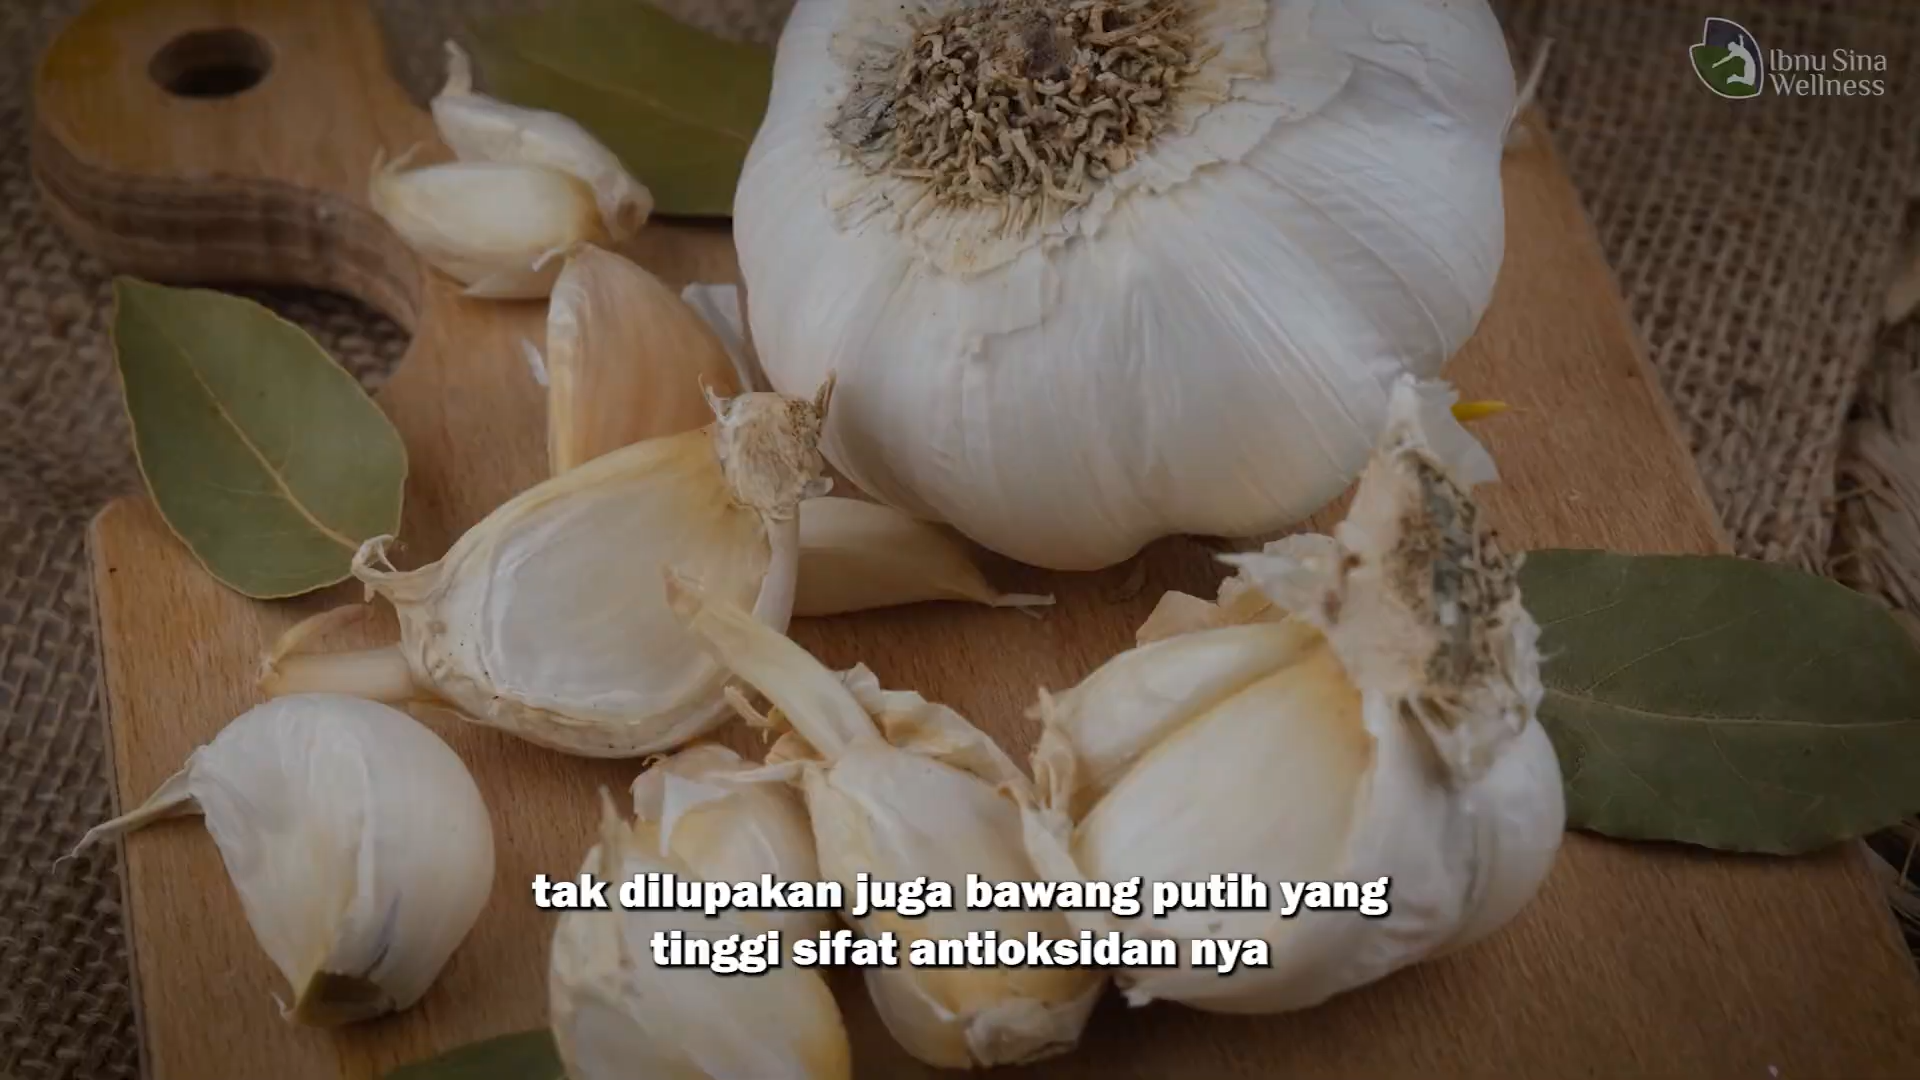 Ibnu Sina
Wellness
tak dilupakan juga bawang putih yang
tinggi sifat antioksidan nya